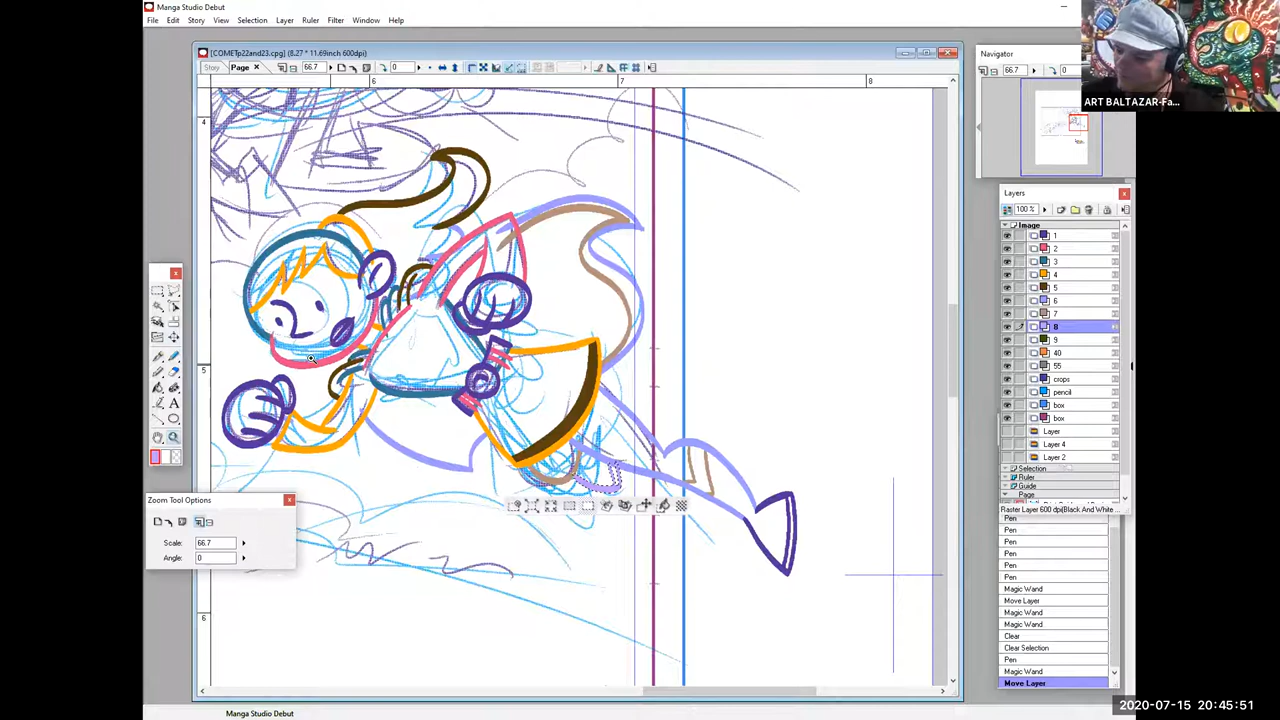 Manga Studio Debut
File Edit Story View Selection Layer Ruler Filter Window Help
[COMETp22and23.cpg] (8.27 * 11.69inch 600dpi)
Story Page 66.7 0
6 7 8
4
5
6
Navigator
66.7 0
ART BALTAZAR-Fa...
Layers
100 %
Image
1
2
3
4
5
6
7
8
9
40
55
crops
pencil
box
box
Layer
Layer 4
Layer 2
Selection
Ruler
Guide
Page
Raster Layer 600 dpi(Black And White ...
Pen
Pen
Pen
Pen
Pen
Pen
Magic Wand
Move Layer
Magic Wand
Magic Wand
Clear
Clear Selection
Pen
Magic Wand
Move Layer
Zoom Tool Options
Scale: 66.7
Angle: 0
Manga Studio Debut
2020-07-15 20:45:51